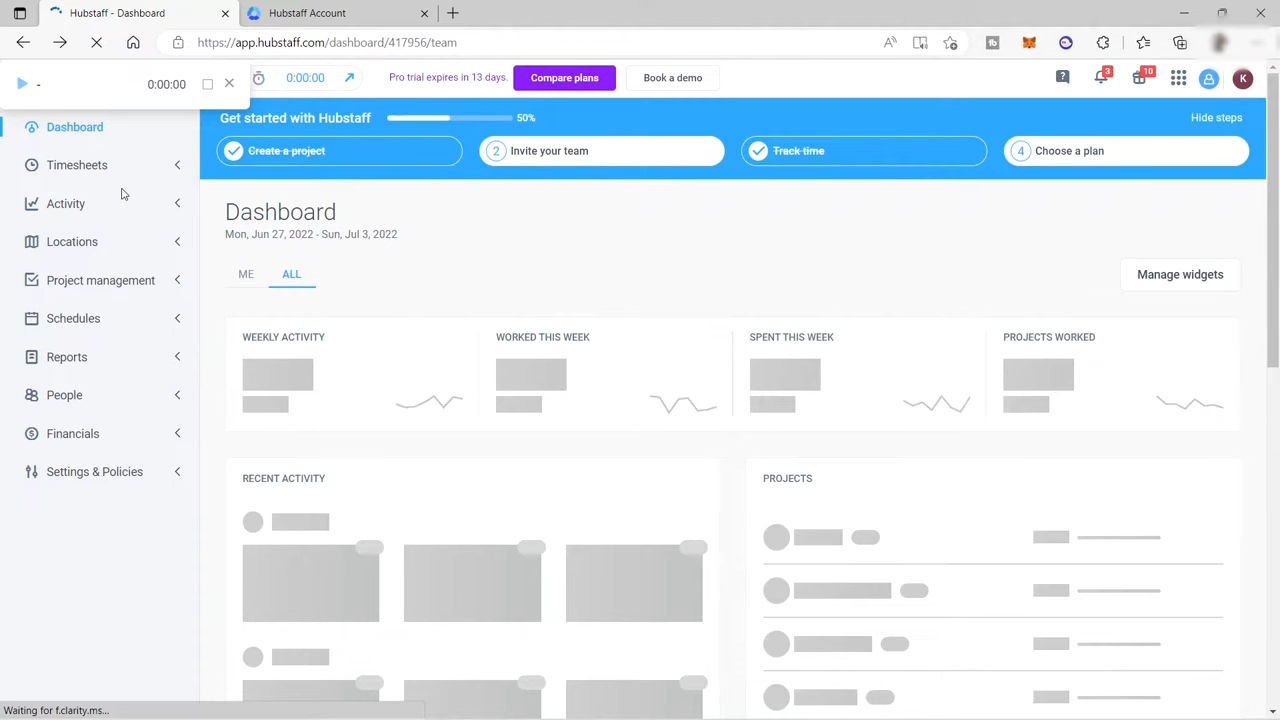 Hubstaff - Dashboard
Hubstaff Account
https://app.hubstaff.com/dashboard/417956/team
-
0:00:00
0:00:00
Pro trial expires in 13 days.
Compare plans
Book a demo
3
10
K
Get started with Hubstaff
50%
Hide steps
Create a project
2
Invite your team
Track time
4
Choose a plan
Dashboard
Timesheets
Activity
Locations
Project management
Schedules
Reports
People
Financials
Settings & Policies
Dashboard
Mon, Jun 27, 2022 - Sun, Jul 3, 2022
ME
ALL
Manage widgets
WEEKLY ACTIVITY
WORKED THIS WEEK
SPENT THIS WEEK
PROJECTS WORKED
RECENT ACTIVITY
PROJECTS
Waiting for f.clarity.ms...